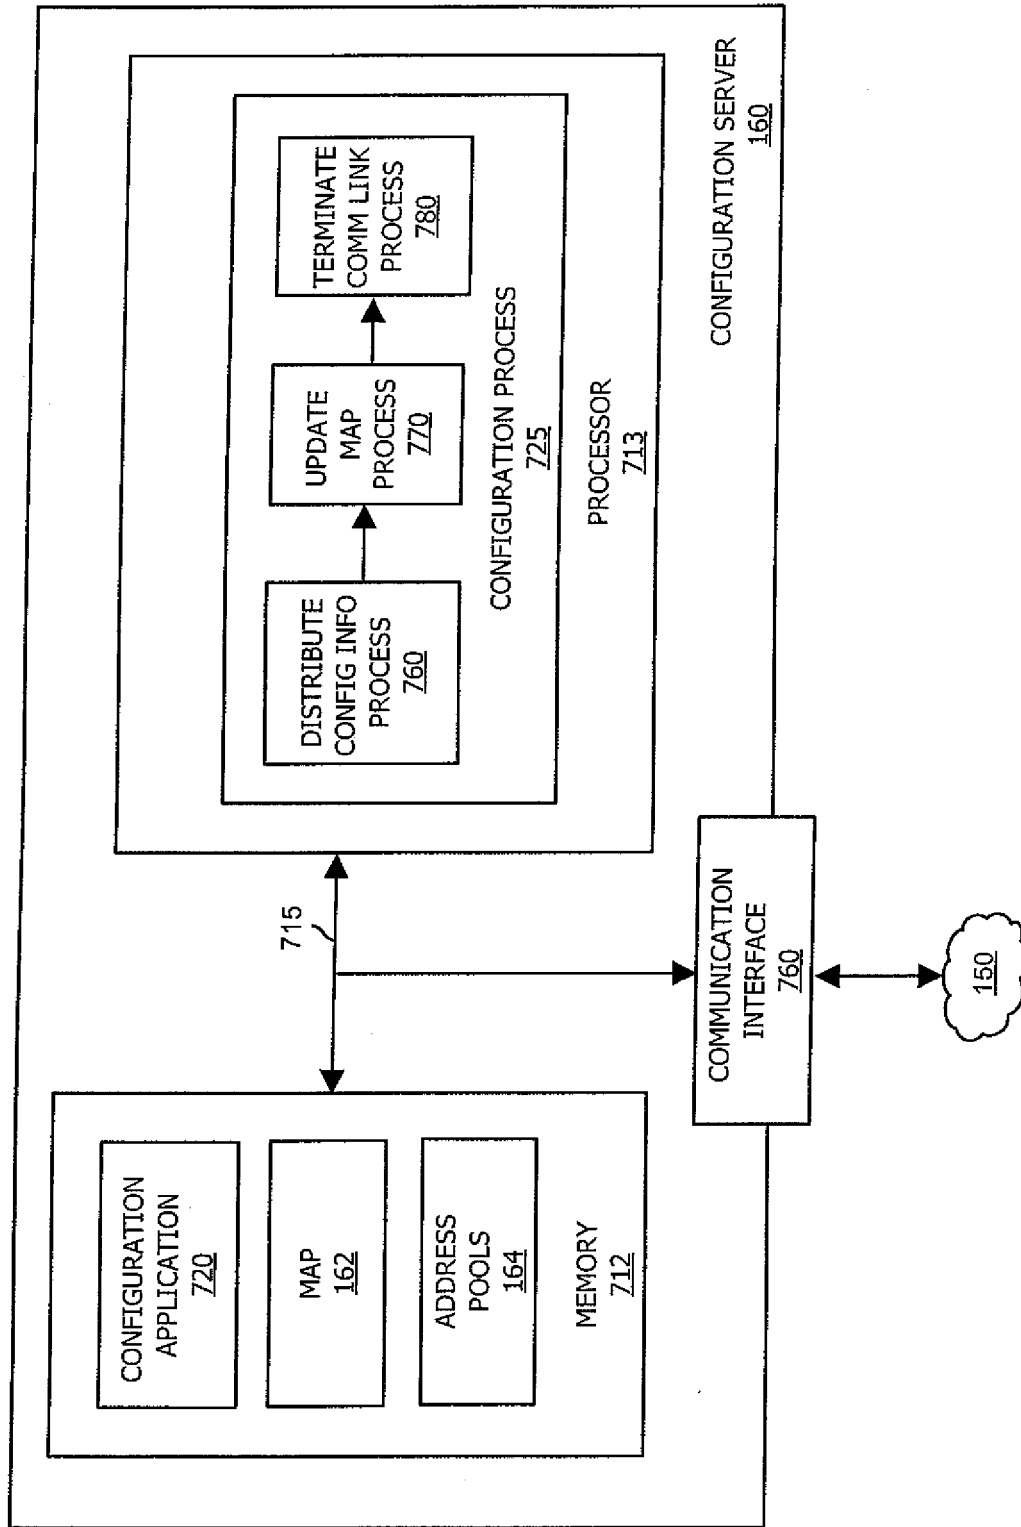 CONFIGURATION
APPLICATION
720
MAP
162
ADDRESS
POOLS
164
MEMORY
712
715
DISTRIBUTE
CONFIG INFO
PROCESS
760
UPDATE
MAP
PROCESS
770
TERMINATE
COMM LINK
PROCESS
780
CONFIGURATION PROCESS
725
PROCESSOR
713
CONFIGURATION SERVER
160
COMMUNICATION
INTERFACE
760
150